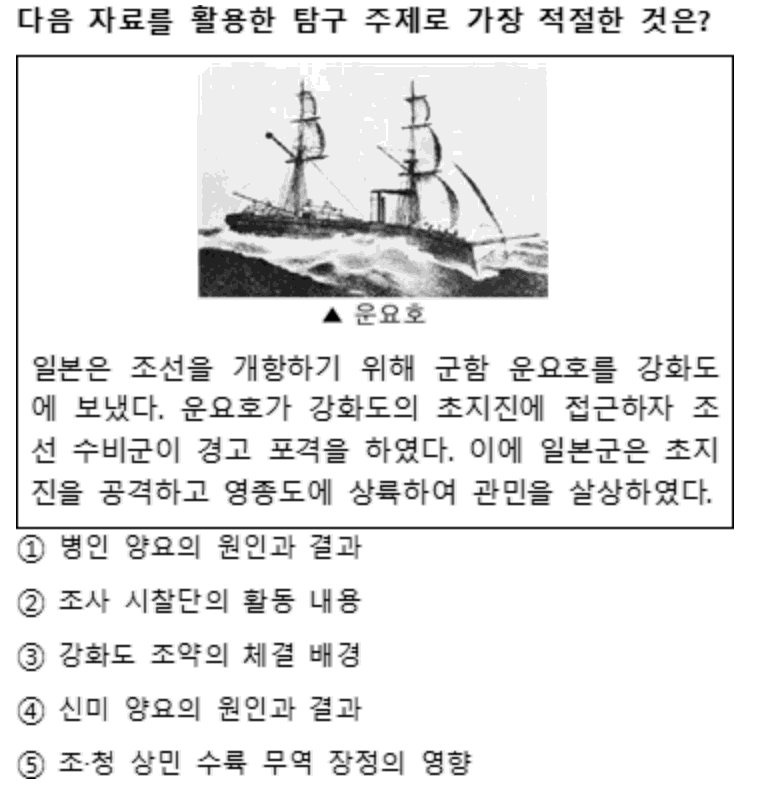 다음 자료를 활용한 탐구 주제로 가장 적절한 것은?
▲ 운요호
일본은 조선을 개항하기 위해 군함 운요호를 강화도
에 보냈다. 운요호가 강화도의 초지진에 접근하자 조
선 수비군이 경고 포격을 하였다. 이에 일본군은 초지
진을 공격하고 영종도에 상륙하여 관민을 살상하였다.
① 병인 양요의 원인과 결과
② 조사 시찰단의 활동 내용
③ 강화도 조약의 체결 배경
④ 신미 양요의 원인과 결과
⑤ 조·청 상민 수륙 무역 장정의 영향